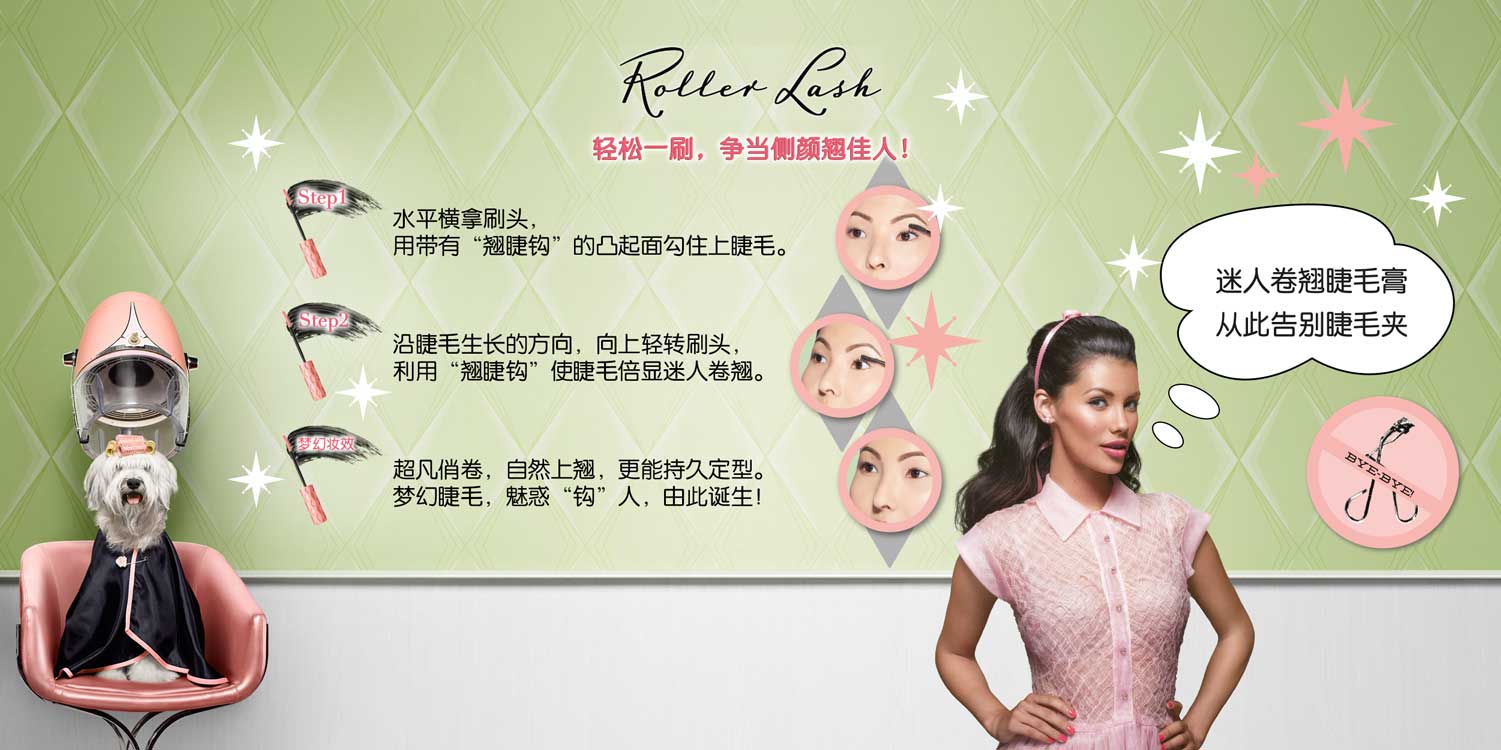 Roller Lash
轻松一刷，争当侧颜翘佳人！
Step1
水平横拿刷头，
用带有“翘睫钩”的凸起面勾住上睫毛。
Step2
沿睫毛生长的方向，向上轻转刷头，
利用“翘睫钩”使睫毛倍显迷人卷翘。
梦幻妆效
超凡俏卷，自然上翘，更能持久定型。
梦幻睫毛，魅惑“钩”人，由此诞生！
迷人卷翘睫毛膏
从此告别睫毛夹
BYE-BYE!